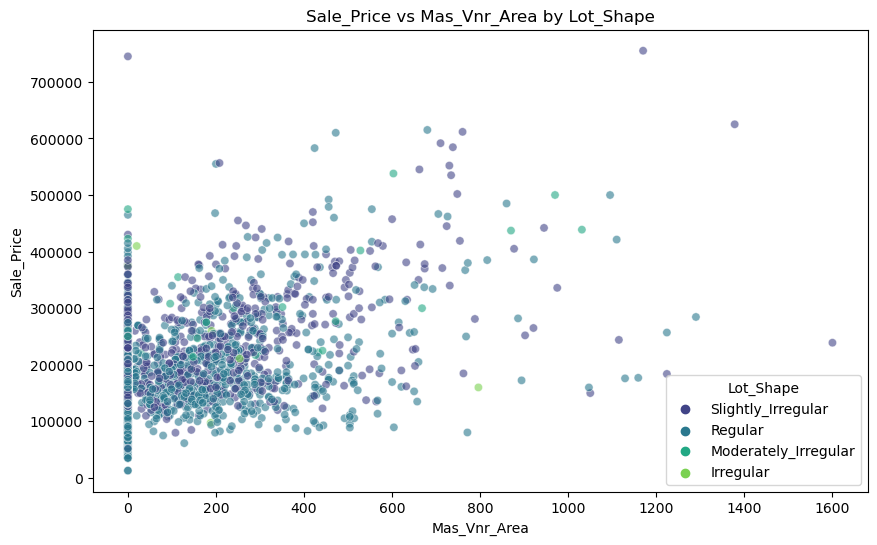 Sale_Price vs Mas_Vnr_Area by Lot_Shape
Sale_Price
700000
600000
500000
400000
300000
200000
100000
0
Lot_Shape
Slightly_Irregular
Regular
Moderately_Irregular
Irregular
0 200 400 600 800 1000 1200 1400 1600
Mas_Vnr_Area